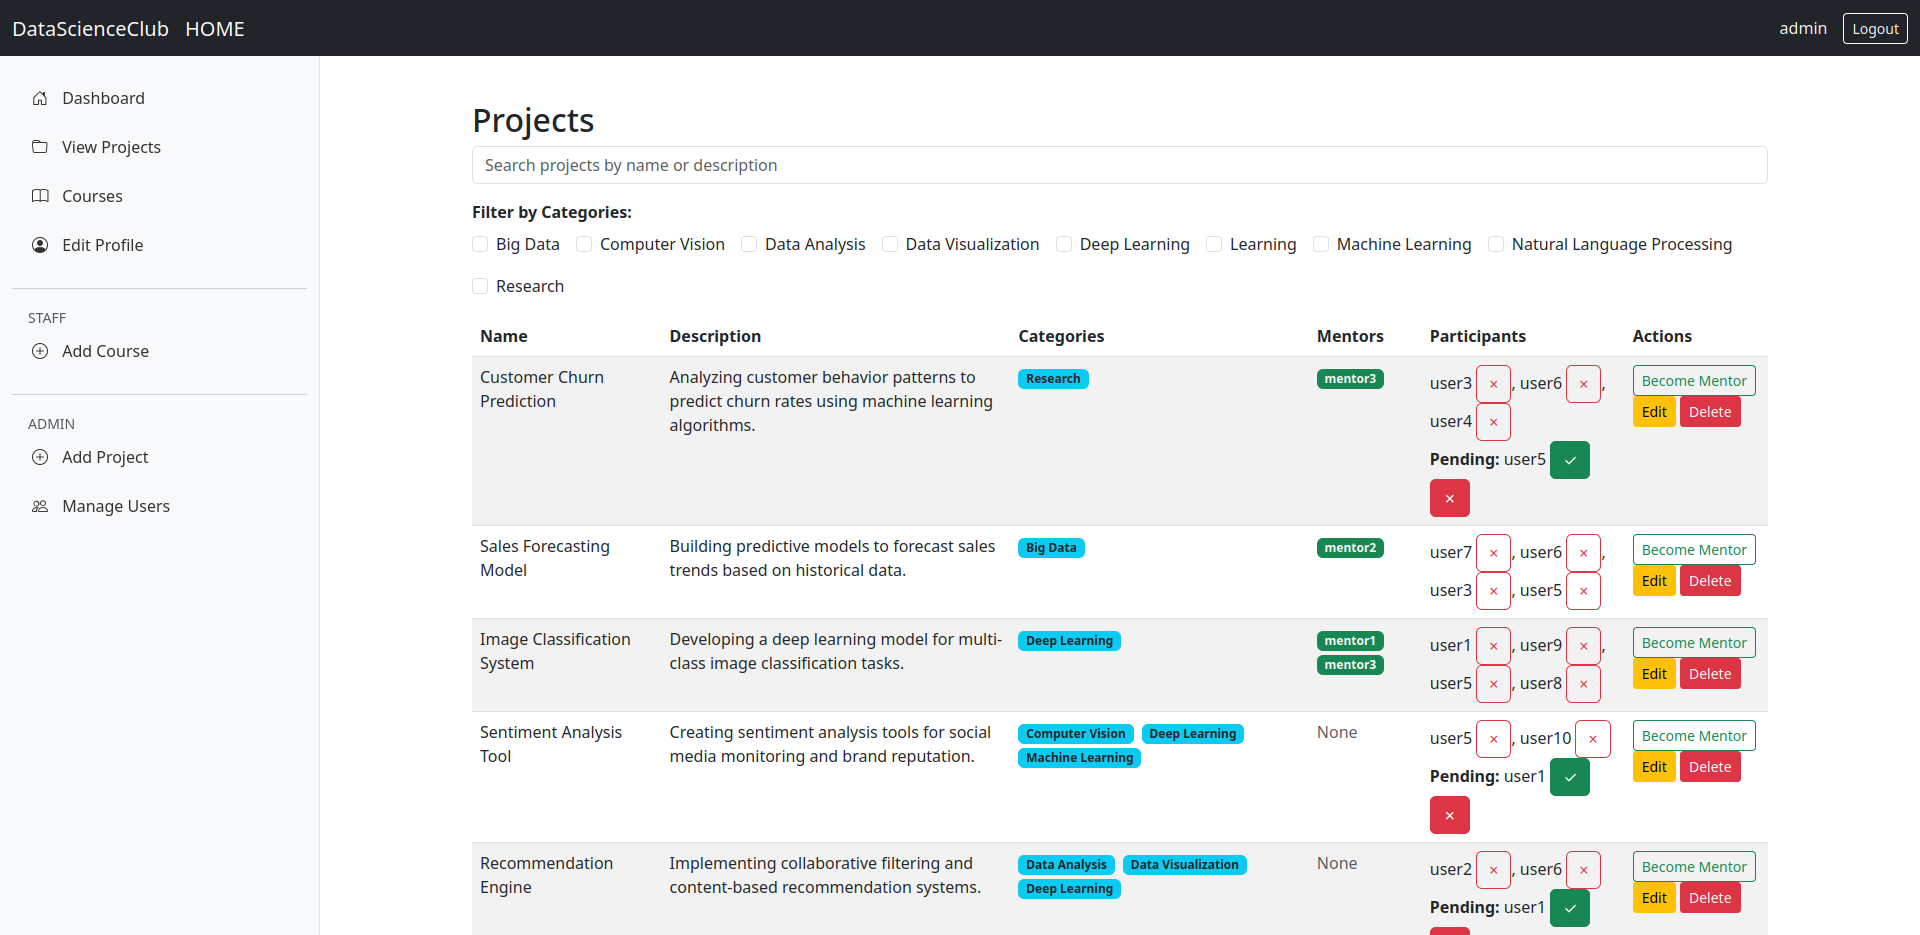 DataScienceClub HOME admin Logout
Dashboard
View Projects
Courses
Edit Profile
STAFF
Add Course
ADMIN
Add Project
Manage Users
Projects
Search projects by name or description
Filter by Categories:
Big Data Computer Vision Data Analysis Data Visualization Deep Learning Learning Machine Learning Natural Language Processing
Research
Name Description Categories Mentors Participants Actions
Customer Churn Prediction
Analyzing customer behavior patterns to
predict churn rates using machine learning
algorithms.
Research
mentor3
user3 × , user6 × ,
user4 ×
Pending: user5 ✓
×
Become Mentor
Edit Delete
Sales Forecasting
Model
Building predictive models to forecast sales
trends based on historical data.
Big Data
mentor2
user7 × , user6 × ,
user3 × , user5 ×
Become Mentor
Edit Delete
Image Classification
System
Developing a deep learning model for multi-
class image classification tasks.
Deep Learning
mentor1
mentor3
user1 × , user9 × ,
user5 × , user8 ×
Become Mentor
Edit Delete
Sentiment Analysis
Tool
Creating sentiment analysis tools for social
media monitoring and brand reputation.
Computer Vision Deep Learning
Machine Learning
None
user5 × , user10 ×
Pending: user1 ✓
×
Become Mentor
Edit Delete
Recommendation
Engine
Implementing collaborative filtering and
content-based recommendation systems.
Data Analysis Data Visualization
Deep Learning
None
user2 × , user6 ×
Pending: user1 ✓
Become Mentor
Edit Delete